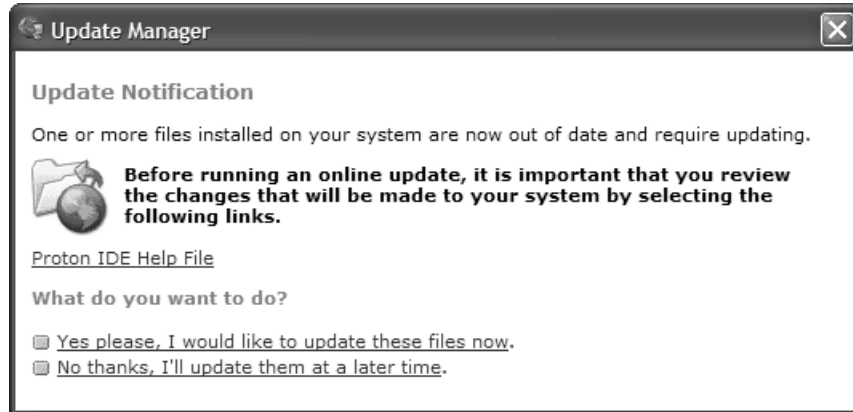 Update Manager
Update Notification
One or more files installed on your system are now out of date and require updating.
Before running an online update, it is important that you review
the changes that will be made to your system by selecting the
following links.
Proton IDE Help File
What do you want to do?
Yes please, I would like to update these files now.
No thanks, I'll update them at a later time.